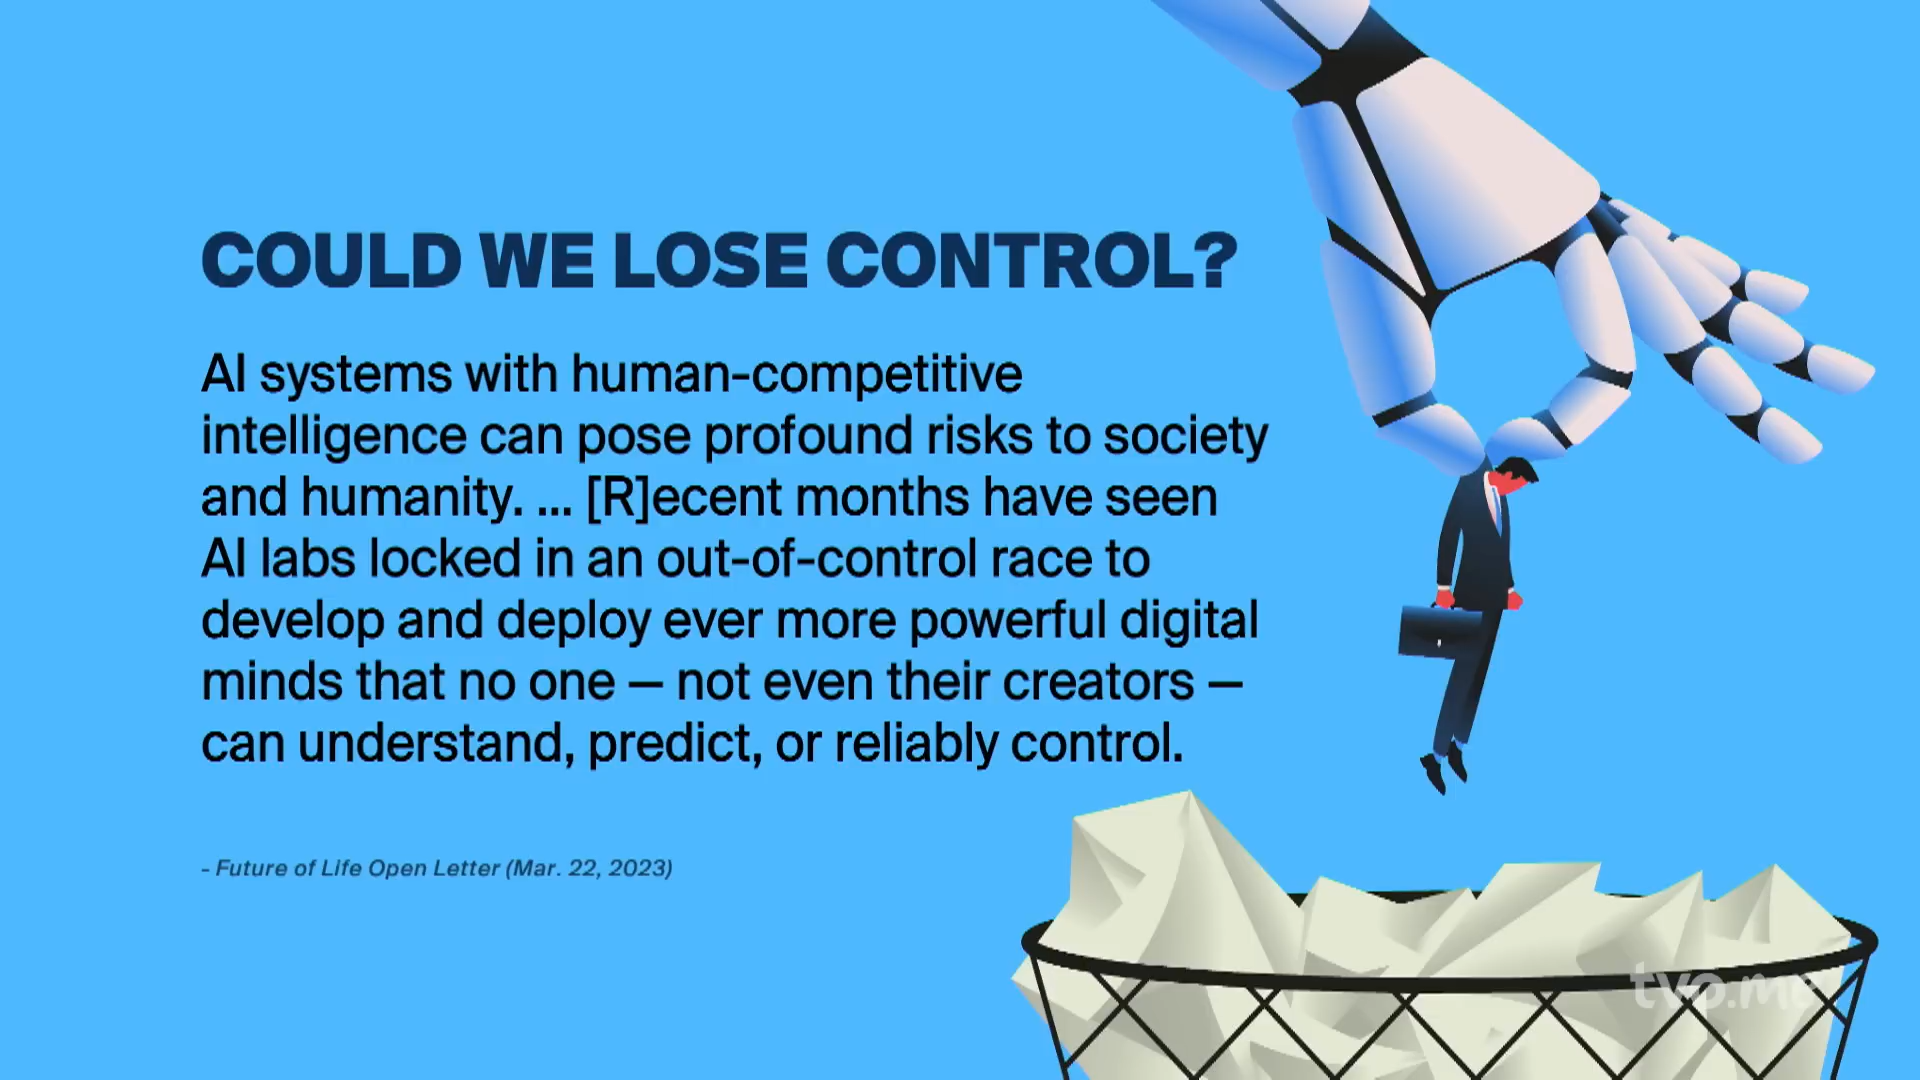 COULD WE LOSE CONTROL?
AI systems with human-competitive
intelligence can pose profound risks to society
and humanity. ... [R]ecent months have seen
AI labs locked in an out-of-control race to
develop and deploy ever more powerful digital
minds that no one — not even their creators —
can understand, predict, or reliably control.
- Future of Life Open Letter (Mar. 22, 2023)
tvo.me